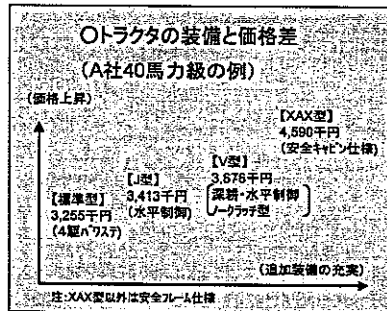 ○トラクタの装備と価格差
(A社40馬力級の例)
(価格上昇)
【XAX型】
4,590千円
(安全キャビン仕様)
【V型】
3,678千円
深耕・水平制御
ノークラッチ型
【J型】
3,413千円
(水平制御)
【標準型】
3,255千円
(4駆パワステ)
(追加装備の充実)
注:XAX型以外は安全フレーム仕様